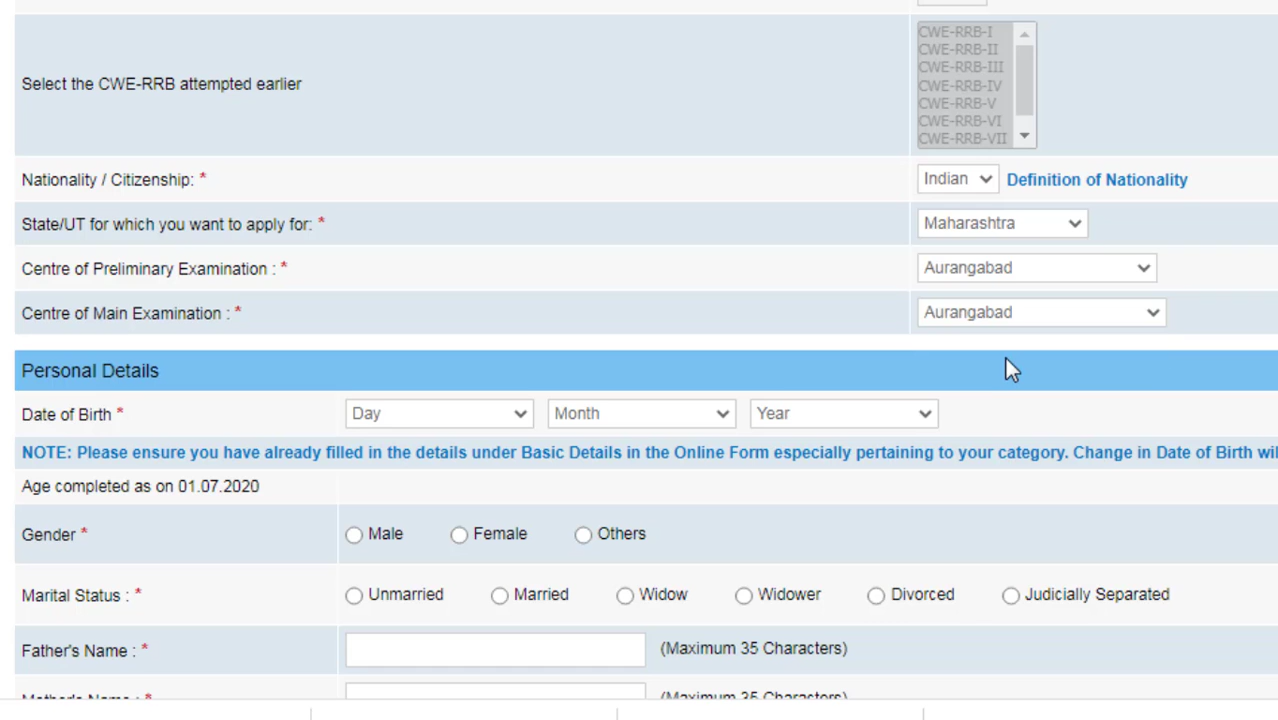 Select the CWE-RRB attempted earlier
CWE-RRB-I
CWE-RRB-II
CWE-RRB-III
CWE-RRB-IV
CWE-RRB-V
CWE-RRB-VI
CWE-RRB-VII
Nationality / Citizenship: * Indian Definition of Nationality
State/UT for which you want to apply for: * Maharashtra
Centre of Preliminary Examination : * Aurangabad
Centre of Main Examination : * Aurangabad
Personal Details
Date of Birth * Day Month Year
NOTE: Please ensure you have already filled in the details under Basic Details in the Online Form especially pertaining to your category. Change in Date of Birth wil
Age completed as on 01.07.2020
Gender * Male Female Others
Marital Status : * Unmarried Married Widow Widower Divorced Judicially Separated
Father's Name : * (Maximum 35 Characters)
Mother's Name : * (Maximum 35 Characters)